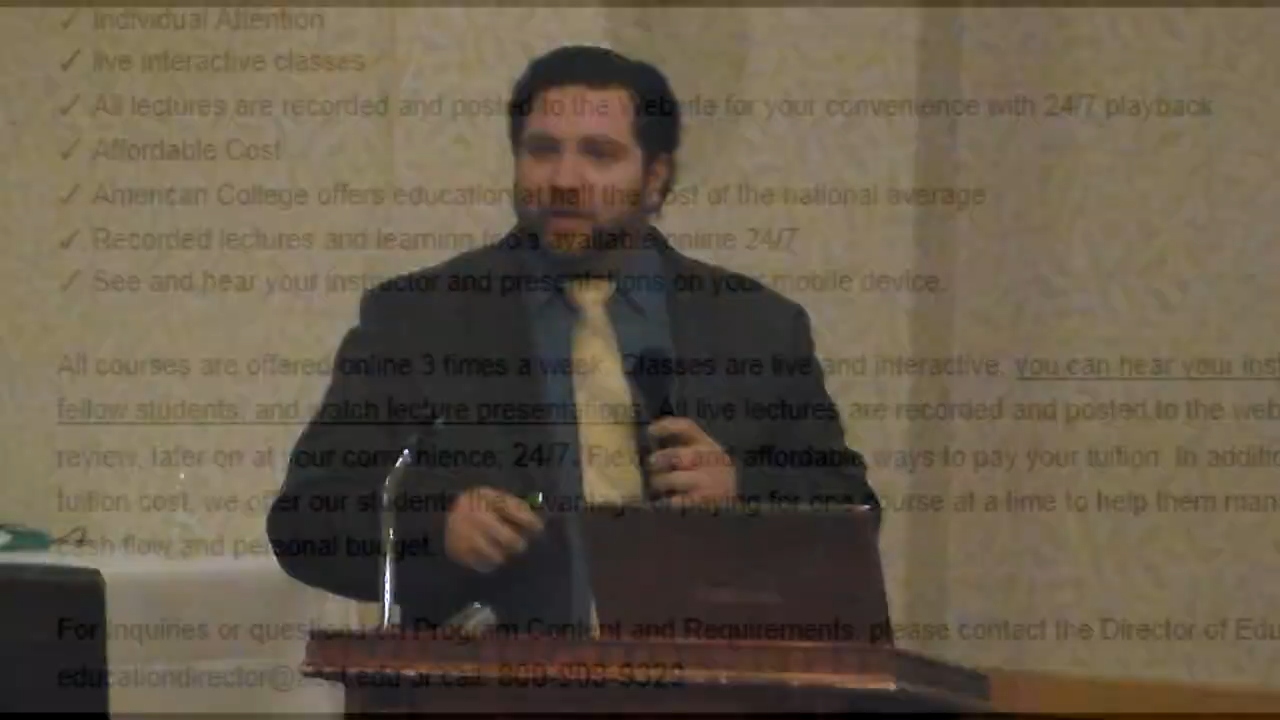 ✓ Individual Attention
✓ live interactive classes
✓ All lectures are recorded and posted to the website for your convenience with 24/7 playback
✓ Affordable Cost
✓ American College offers education at half the cost of the national average
✓ Recorded lectures and learning tools available online 24/7
✓ See and hear your instructor and presentations on your mobile device.
All courses are offered online 3 times a week. Classes are live and interactive, you can hear your inst
fellow students, and watch lecture presentations. All live lectures are recorded and posted to the web
review, later on at your convenience, 24/7. Flexible and affordable ways to pay your tuition. In additio
tuition cost, we offer our students the advantage of paying for one course at a time to help them man
cash flow and personal budget.
For Inquiries or questions on Program Content and Requirements, please contact the Director of Edu
or call: 800-908-9329